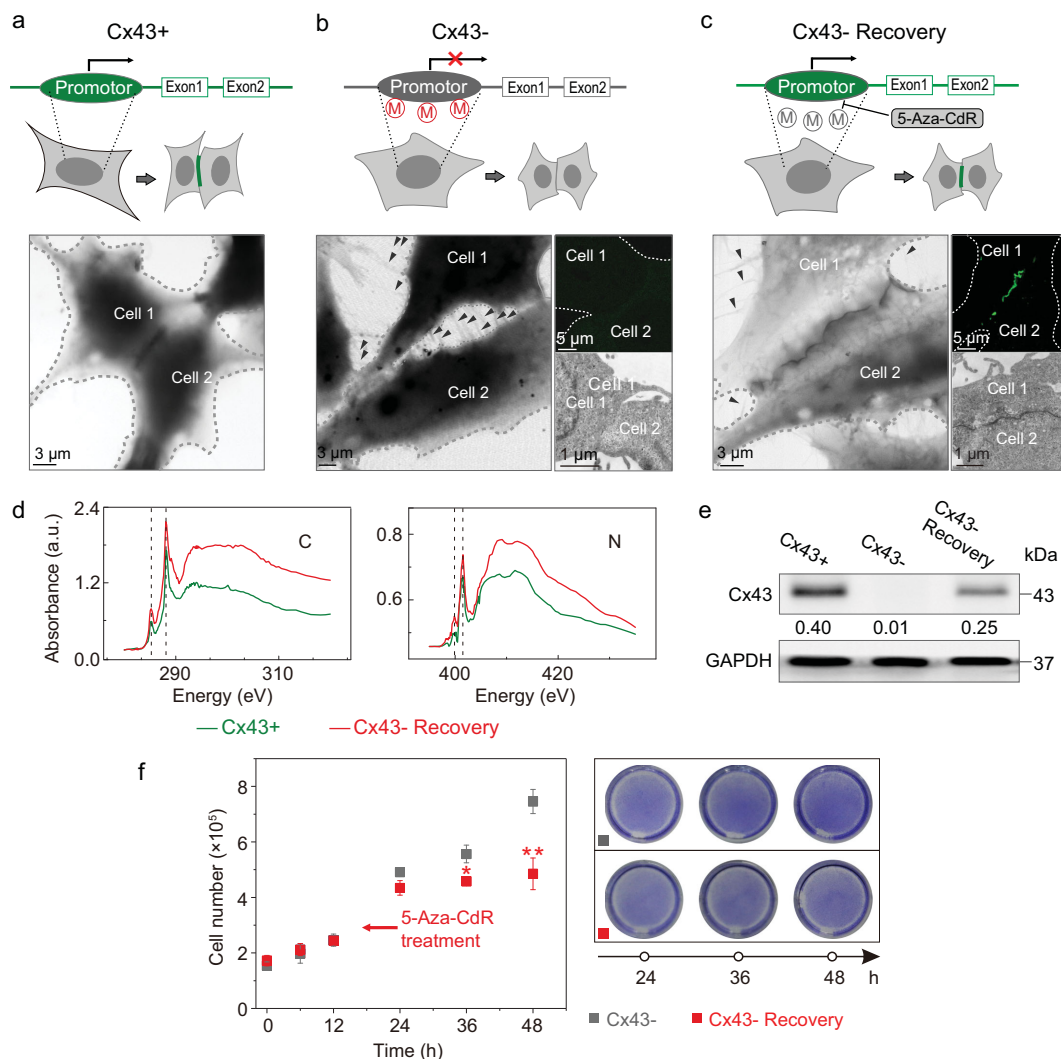 a
Cx43+
Promotor
Exon1
Exon2
Cell 1
Cell 2
3 µm
b
Cx43-
Promotor
Exon1
Exon2
M
M
M
Cell 1
Cell 2
3 µm
Cell 1
Cell 2
5 µm
Cell 1
Cell 1
Cell 2
1 µm
c
Cx43- Recovery
Promotor
Exon1
Exon2
M
M
M
5-Aza-CdR
Cell 1
Cell 2
3 µm
Cell 1
Cell 2
5 µm
Cell 1
Cell 2
1 µm
d
Absorbance (a.u.)
2.4
1.2
0.0
C
290
310
Energy (eV)
0.8
0.6
N
400
420
Energy (eV)
Cx43+
Cx43- Recovery
e
Cx43+
Cx43-
Cx43-
Recovery
kDa
Cx43
43
0.40
0.01
0.25
GAPDH
37
f
Cell number (×10⁵)
8
6
4
2
0
*
**
5-Aza-CdR
treatment
0
12
24
36
48
Time (h)
24
36
48
h
Cx43-
Cx43- Recovery